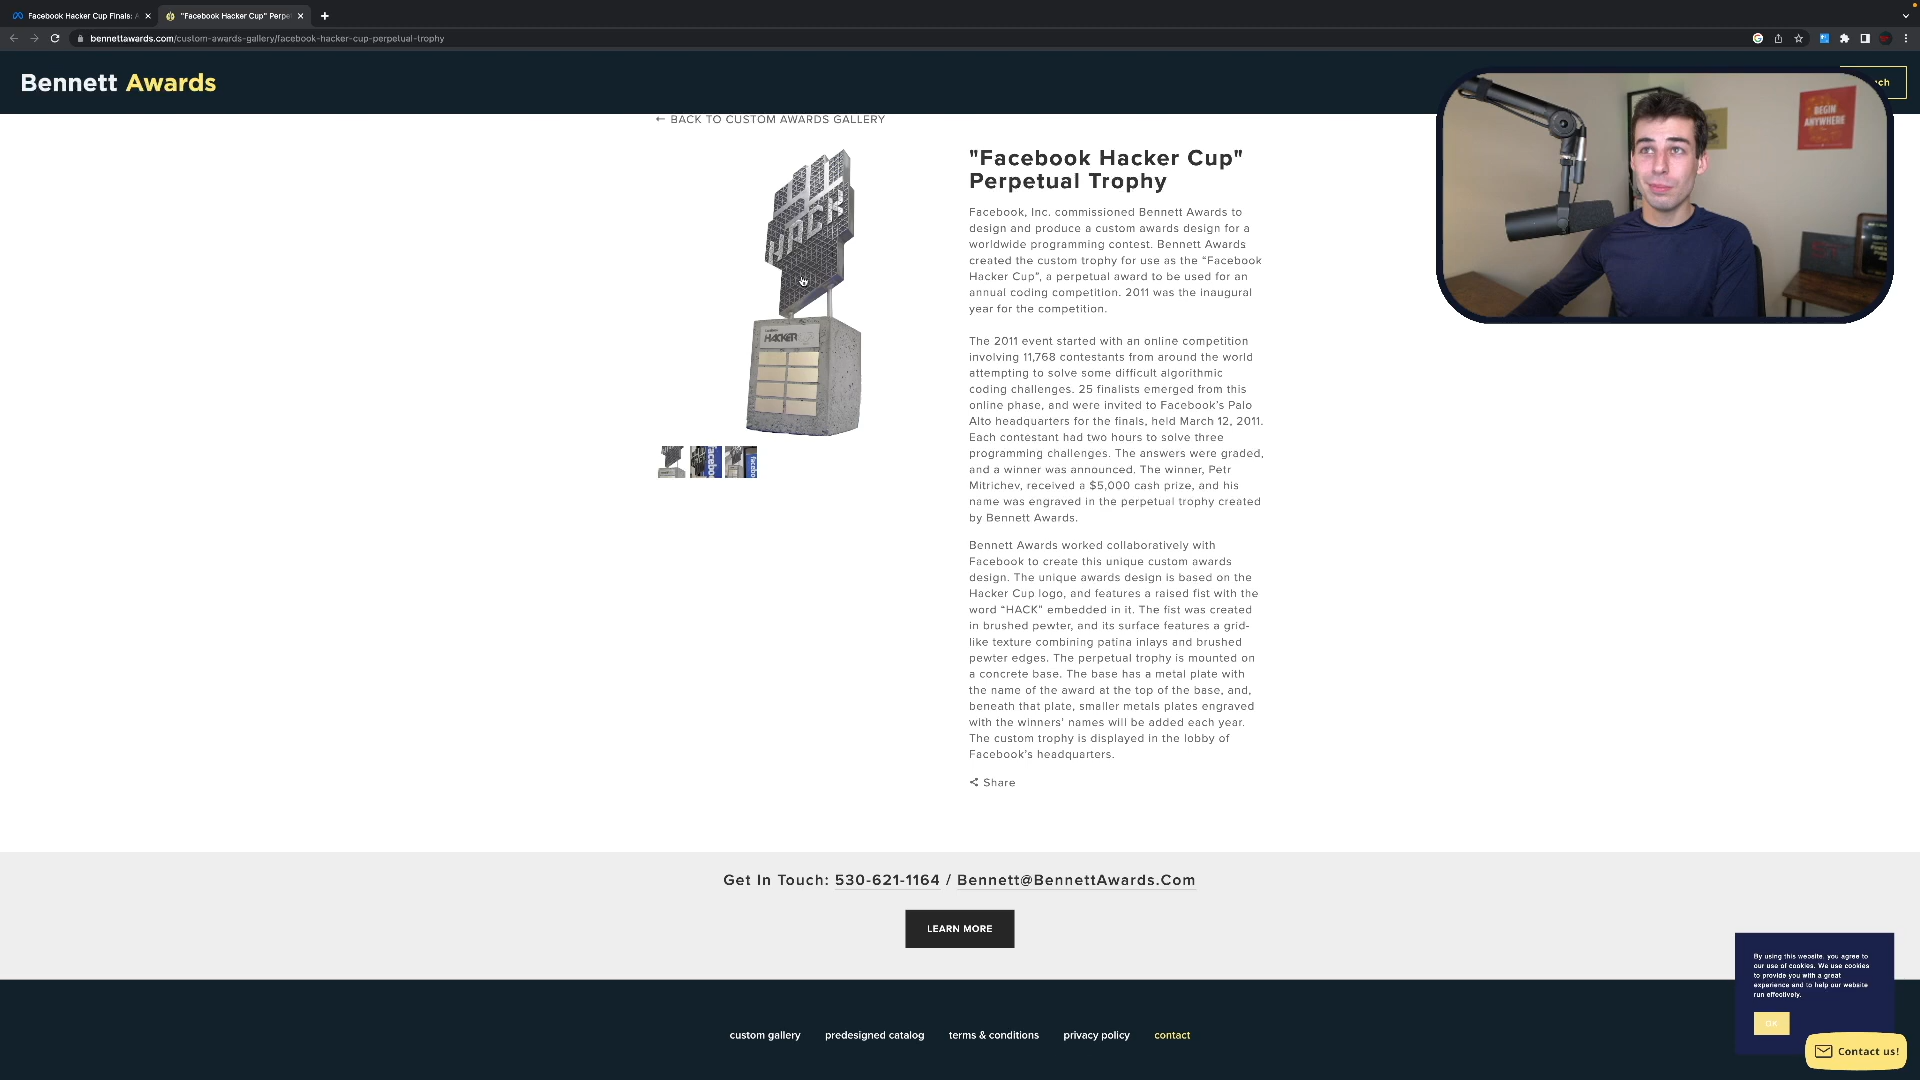 Facebook Hacker Cup Finals: A
"Facebook Hacker Cup" Perpe
bennettawards.com/custom-awards-gallery/facebook-hacker-cup-perpetual-trophy
Bennett Awards
← BACK TO CUSTOM AWARDS GALLERY
BEGIN
ANYWHERE
HACK
HACKER
"Facebook Hacker Cup"
Perpetual Trophy
Facebook, Inc. commissioned Bennett Awards to
design and produce a custom awards design for a
worldwide programming contest. Bennett Awards
created the custom trophy for use as the “Facebook
Hacker Cup”, a perpetual award to be used for an
annual coding competition. 2011 was the inaugural
year for the competition.
The 2011 event started with an online competition
involving 11,768 contestants from around the world
attempting to solve some difficult algorithmic
coding challenges. 25 finalists emerged from this
online phase, and were invited to Facebook’s Palo
Alto headquarters for the finals, held March 12, 2011.
Each contestant had two hours to solve three
programming challenges. The answers were graded,
and a winner was announced. The winner, Petr
Mitrichev, received a $5,000 cash prize, and his
name was engraved in the perpetual trophy created
by Bennett Awards.
Bennett Awards worked collaboratively with
Facebook to create this unique custom awards
design. The unique awards design is based on the
Hacker Cup logo, and features a raised fist with the
word “HACK” embedded in it. The fist was created
in brushed pewter, and its surface features a grid-
like texture combining patina inlays and brushed
pewter edges. The perpetual trophy is mounted on
a concrete base. The base has a metal plate with
the name of the award at the top of the base, and,
beneath that plate, smaller metals plates engraved
with the winners’ names will be added each year.
The custom trophy is displayed in the lobby of
Facebook’s headquarters.
Share
Get In Touch: 530-621-1164 / Bennett@BennettAwards.Com
LEARN MORE
By using this website, you agree to
our use of cookies. We use cookies
to provide you with a great
experience and to help our website
run effectively.
OK
Contact us!
custom gallery predesigned catalog terms & conditions privacy policy contact